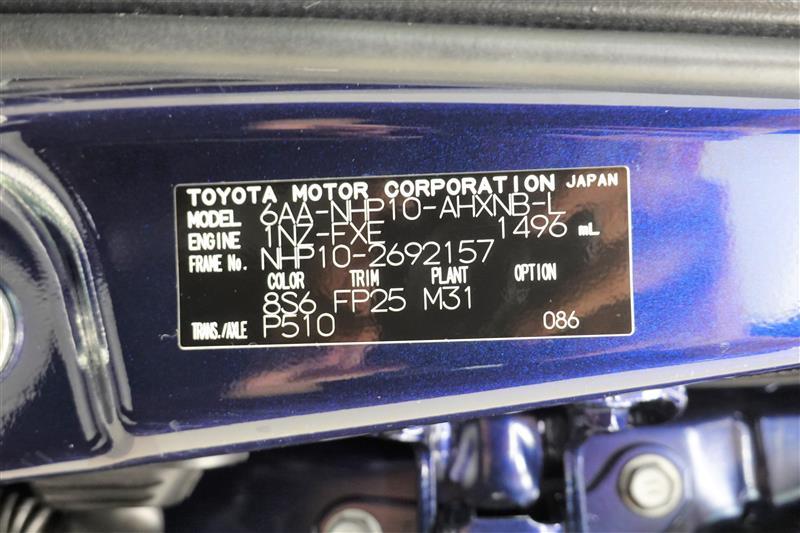 TOYOTA MOTOR CORPORATION JAPAN
MODEL 6AA-NHP10-AHXNB-L
ENGINE 1NZ-FXE 1496 mL
FRAME No. NHP10-2692157
COLOR TRIM PLANT OPTION
8S6 FP25 M31
TRANS./AXLE P510 086